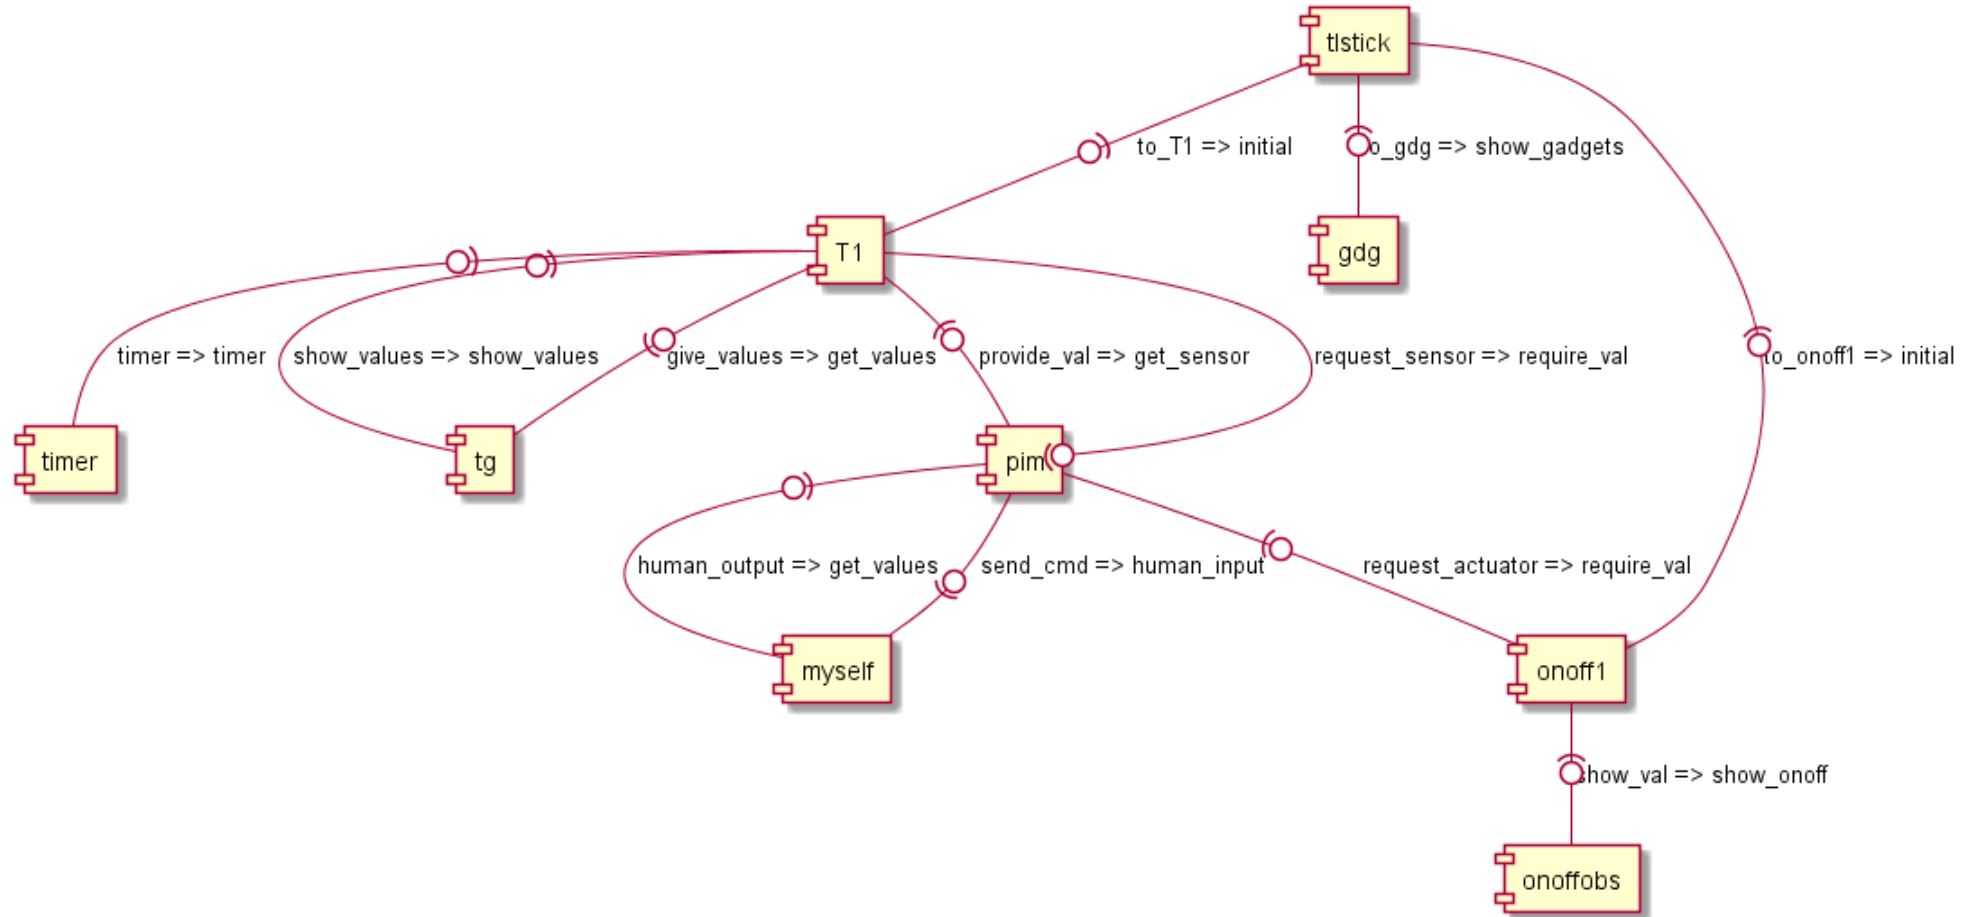 tlstick
to_T1 => initial
o_gdg => show_gadgets
T1
gdg
timer => timer
show_values => show_values
give_values => get_values
provide_val => get_sensor
request_sensor => require_val
to_onoff1 => initial
timer
tg
pim
human_output => get_values
send_cmd => human_input
request_actuator => require_val
myself
onoff1
show_val => show_onoff
onoffobs